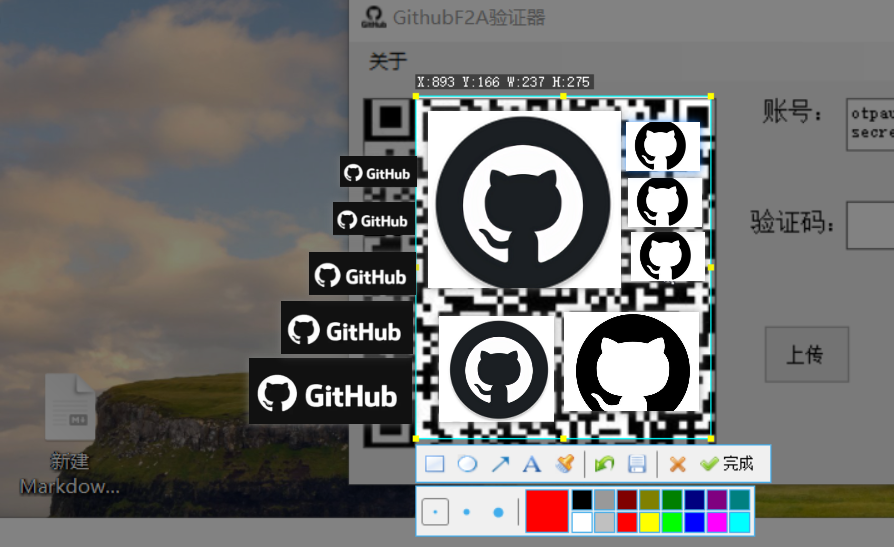 GitHub
GithubF2A验证器
关于
X:893 Y:166 W:237 H:275
账号：
otpau
secre
GitHub
GitHub
验证码：
GitHub
GitHub
上传
GitHub
新建
Markdow...
完成